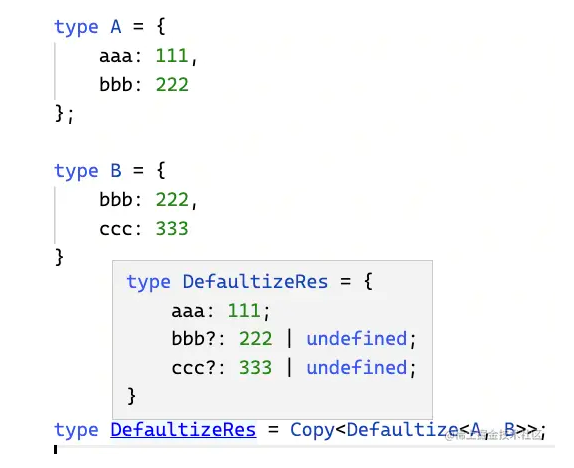 type A = {
    aaa: 111,
    bbb: 222
};
type B = {
    bbb: 222,
    ccc: 333
}
type DefaultizeRes = {
    aaa: 111;
    bbb?: 222 | undefined;
    ccc?: 333 | undefined;
}
type DefaultizeRes = Copy<Defaultize<A, B>>;
@稀土掘金技术社区